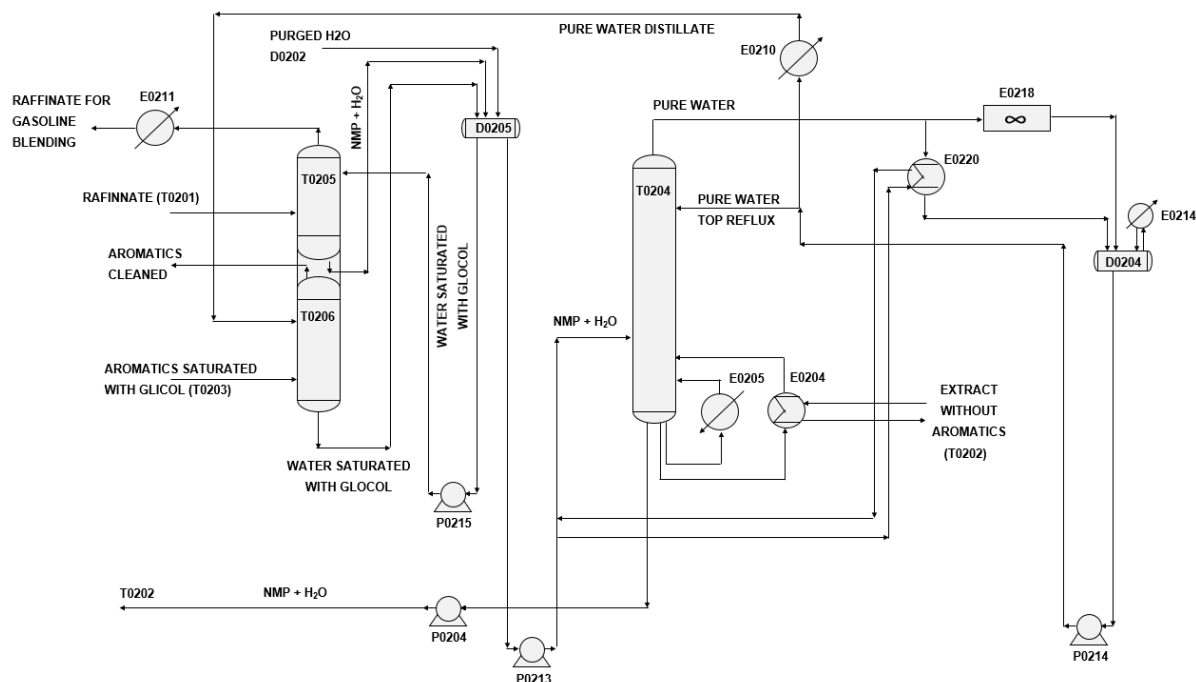 PURE WATER DISTILLATE
PURGED H2O
D0202
E0210
E0218
RAFFINATE FOR
GASOLINE
BLENDING
E0211
NMP + H₂O
PURE WATER
∞
D0205
E0220
T0205
T0204
RAFINNATE (T0201)
PURE WATER
TOP REFLUX
E0214
AROMATICS
CLEANED
WATER SATURATED
WITH GLOCOL
D0204
T0206
NMP + H₂O
AROMATICS SATURATED
WITH GLICOL (T0203)
E0205
E0204
EXTRACT
WITHOUT
AROMATICS
(T0202)
WATER SATURATED
WITH GLOCOL
P0215
T0202
NMP + H₂O
P0204
P0213
P0214